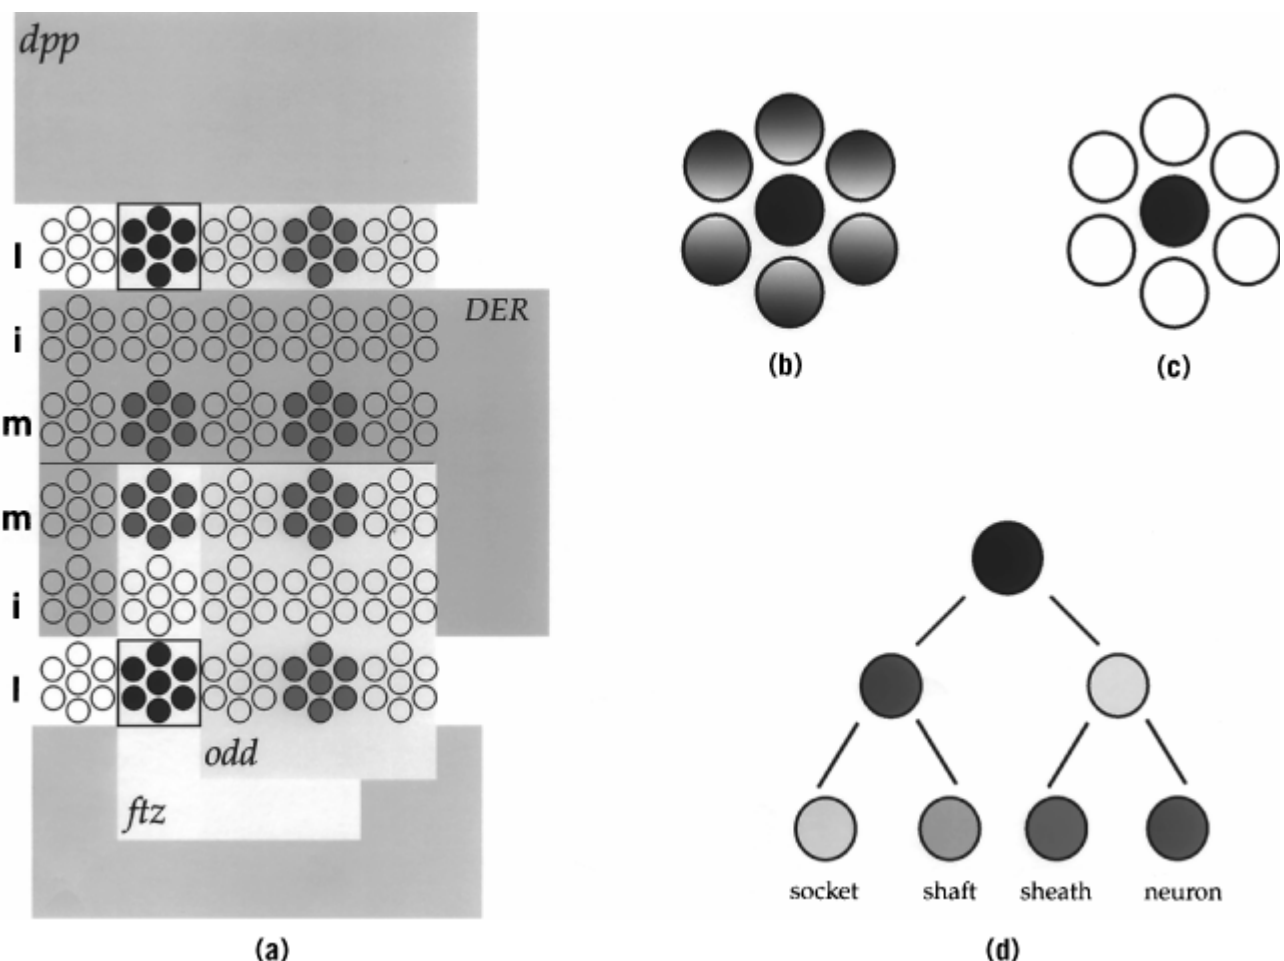 dpp
l
i
DER
m
m
i
l
odd
ftz
(a)
(b)
(c)
socket
shaft
sheath
neuron
(d)